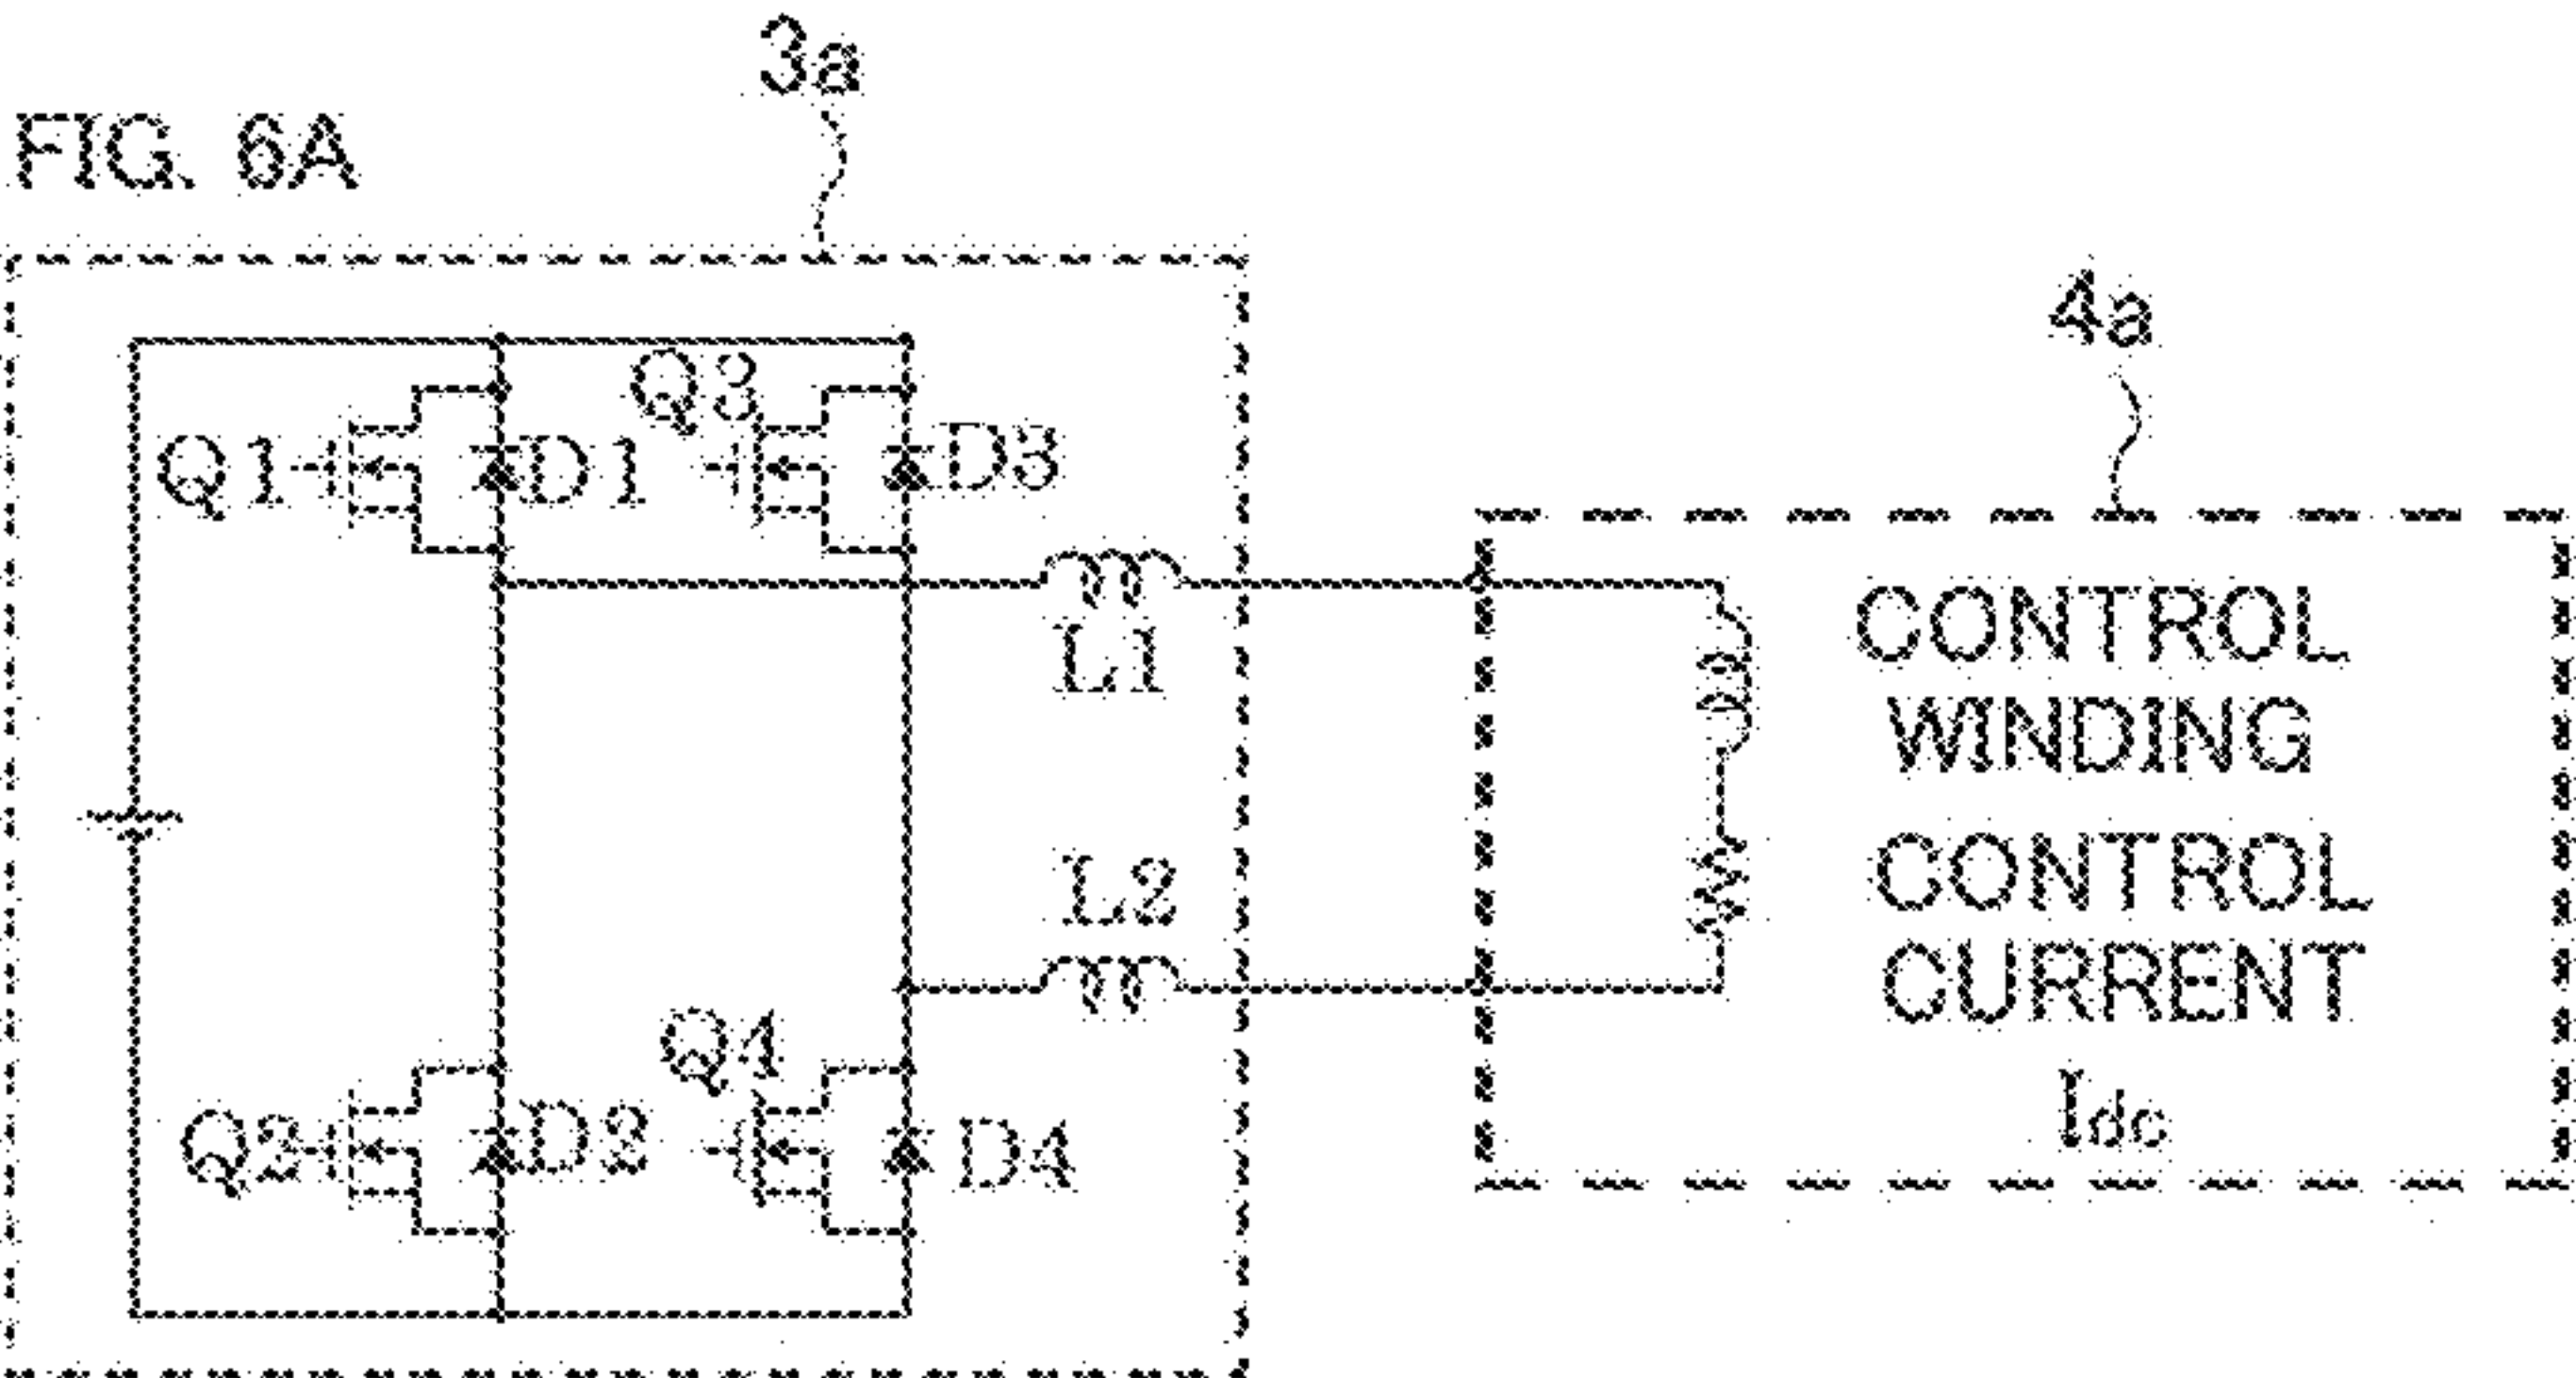 3a
FIG. 6A
4a
Q1
D1
Q3
D3
L1
L2
Q2
D2
Q4
D4
CONTROL
WINDING
CONTROL
CURRENT
Idc